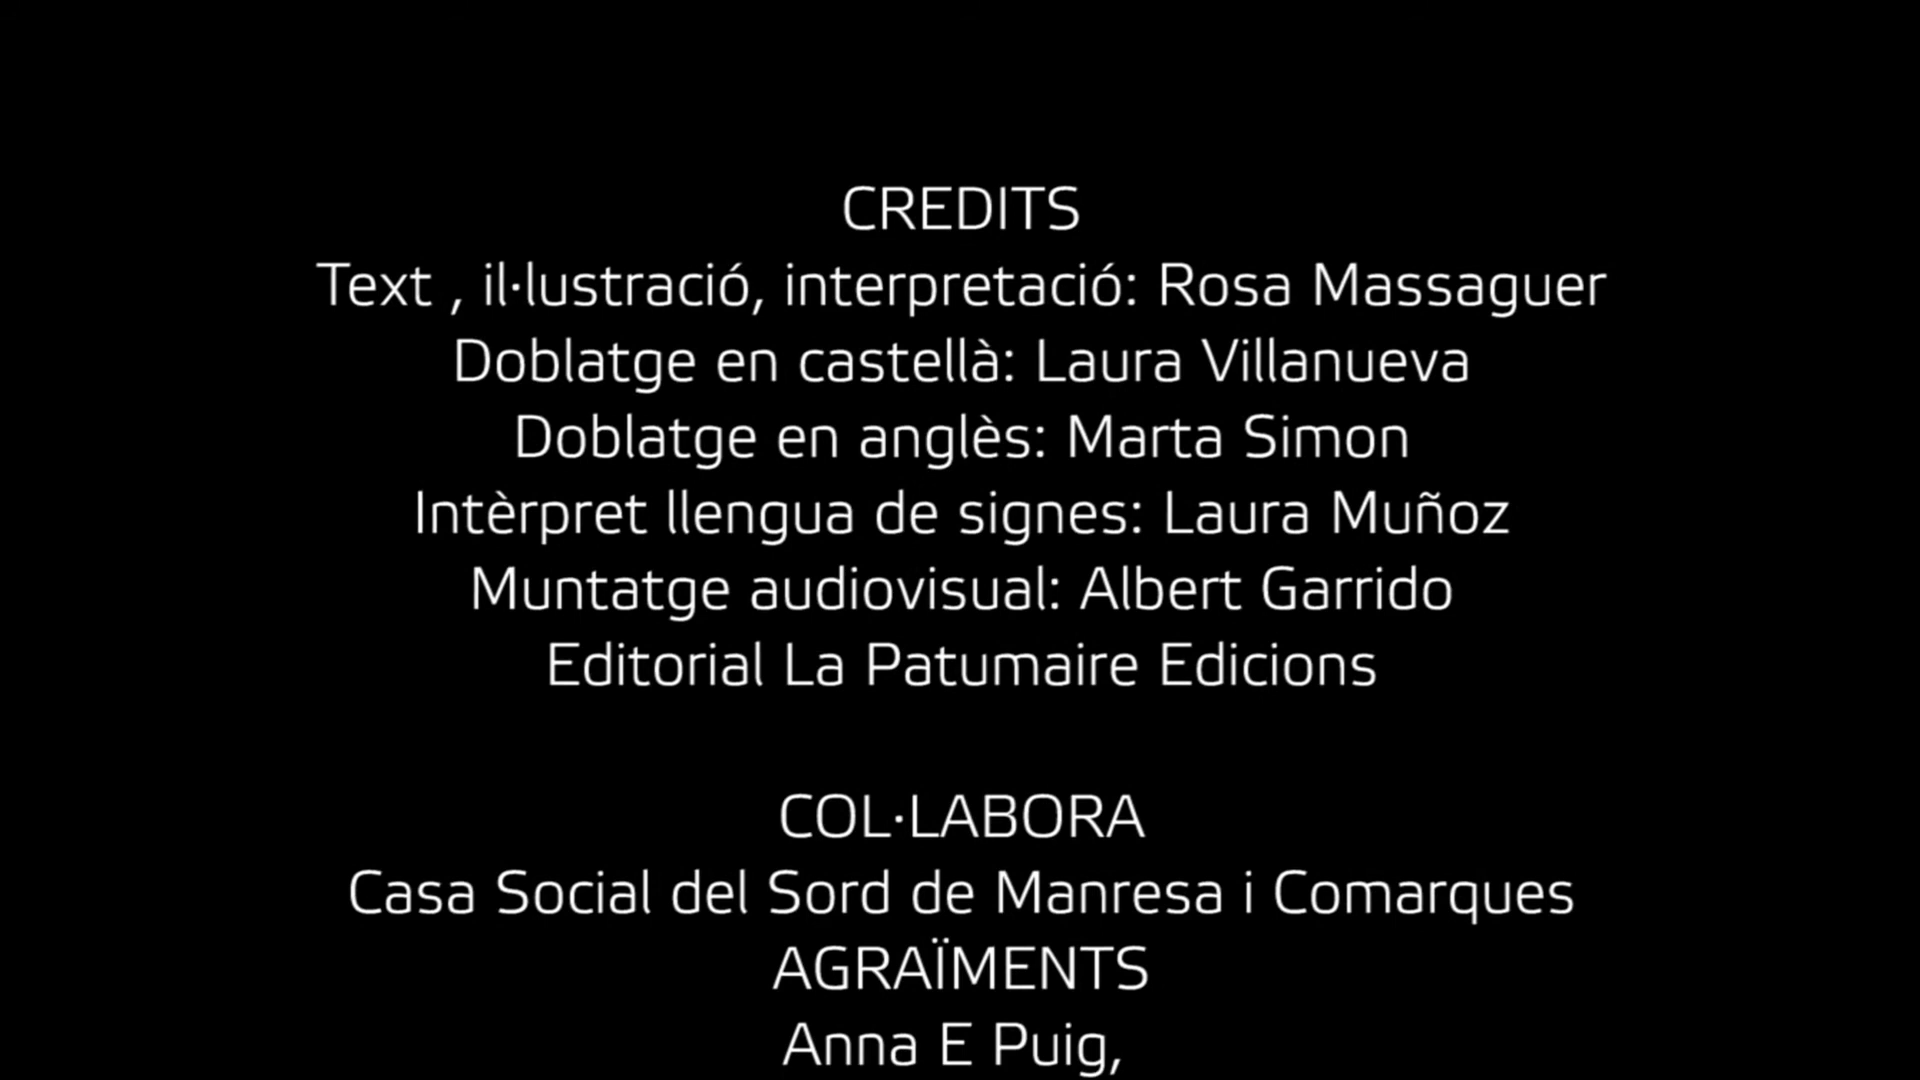 CREDITS
Text , il·lustració, interpretació: Rosa Massaguer
Doblatge en castellà: Laura Villanueva
Doblatge en anglès: Marta Simon
Intèrpret llengua de signes: Laura Muñoz
Muntatge audiovisual: Albert Garrido
Editorial La Patumaire Edicions
COL·LABORA
Casa Social del Sord de Manresa i Comarques
AGRAÏMENTS
Anna E Puig,